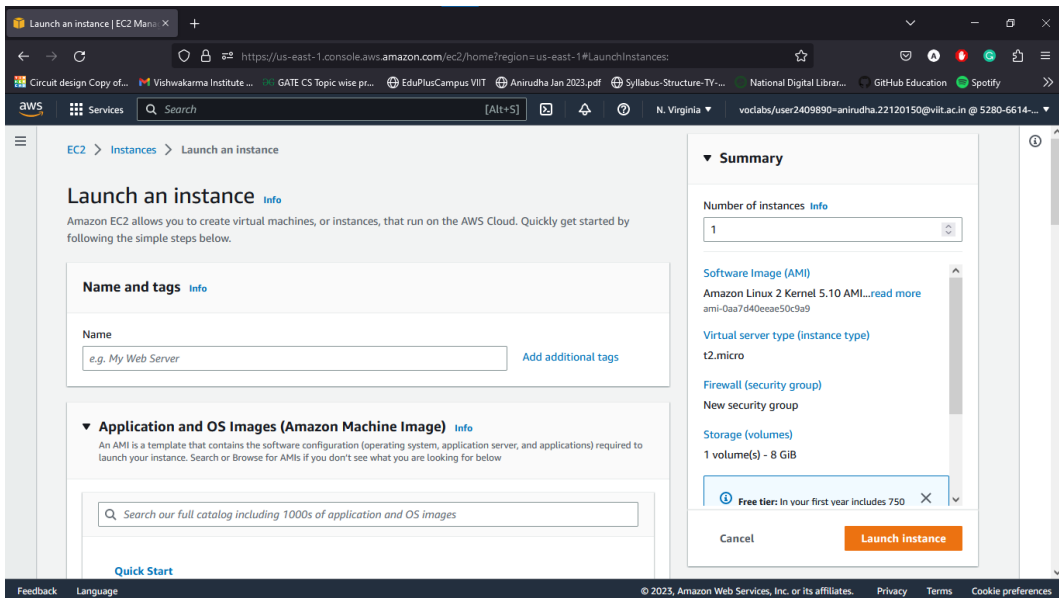 Launch an instance | EC2 Manag
https://us-east-1.console.aws.amazon.com/ec2/home?region=us-east-1#LaunchInstances:
Circuit design Copy of... Vishwakarma Institute ... GATE CS Topic wise pr... EduPlusCampus VIIT Anirudha Jan 2023.pdf Syllabus-Structure-TY-... National Digital Librar... GitHub Education Spotify
aws Services Search [Alt+S] N. Virginia voclabs/user2409890=anirudha.22120150@viit.ac.in @ 5280-6614-...
EC2 > Instances > Launch an instance
Launch an instance Info
Amazon EC2 allows you to create virtual machines, or instances, that run on the AWS Cloud. Quickly get started by
following the simple steps below.
Name and tags Info
Name
e.g. My Web Server
Add additional tags
Application and OS Images (Amazon Machine Image) Info
An AMI is a template that contains the software configuration (operating system, application server, and applications) required to
launch your instance. Search or Browse for AMIs if you don't see what you are looking for below
Search our full catalog including 1000s of application and OS images
Quick Start
Summary
Number of instances Info
1
Software Image (AMI)
Amazon Linux 2 Kernel 5.10 AMI...read more
ami-0aa7d40eeae50c9a9
Virtual server type (instance type)
t2.micro
Firewall (security group)
New security group
Storage (volumes)
1 volume(s) - 8 GiB
Free tier: In your first year includes 750
Cancel
Launch instance
Feedback Language © 2023, Amazon Web Services, Inc. or its affiliates. Privacy Terms Cookie preferences